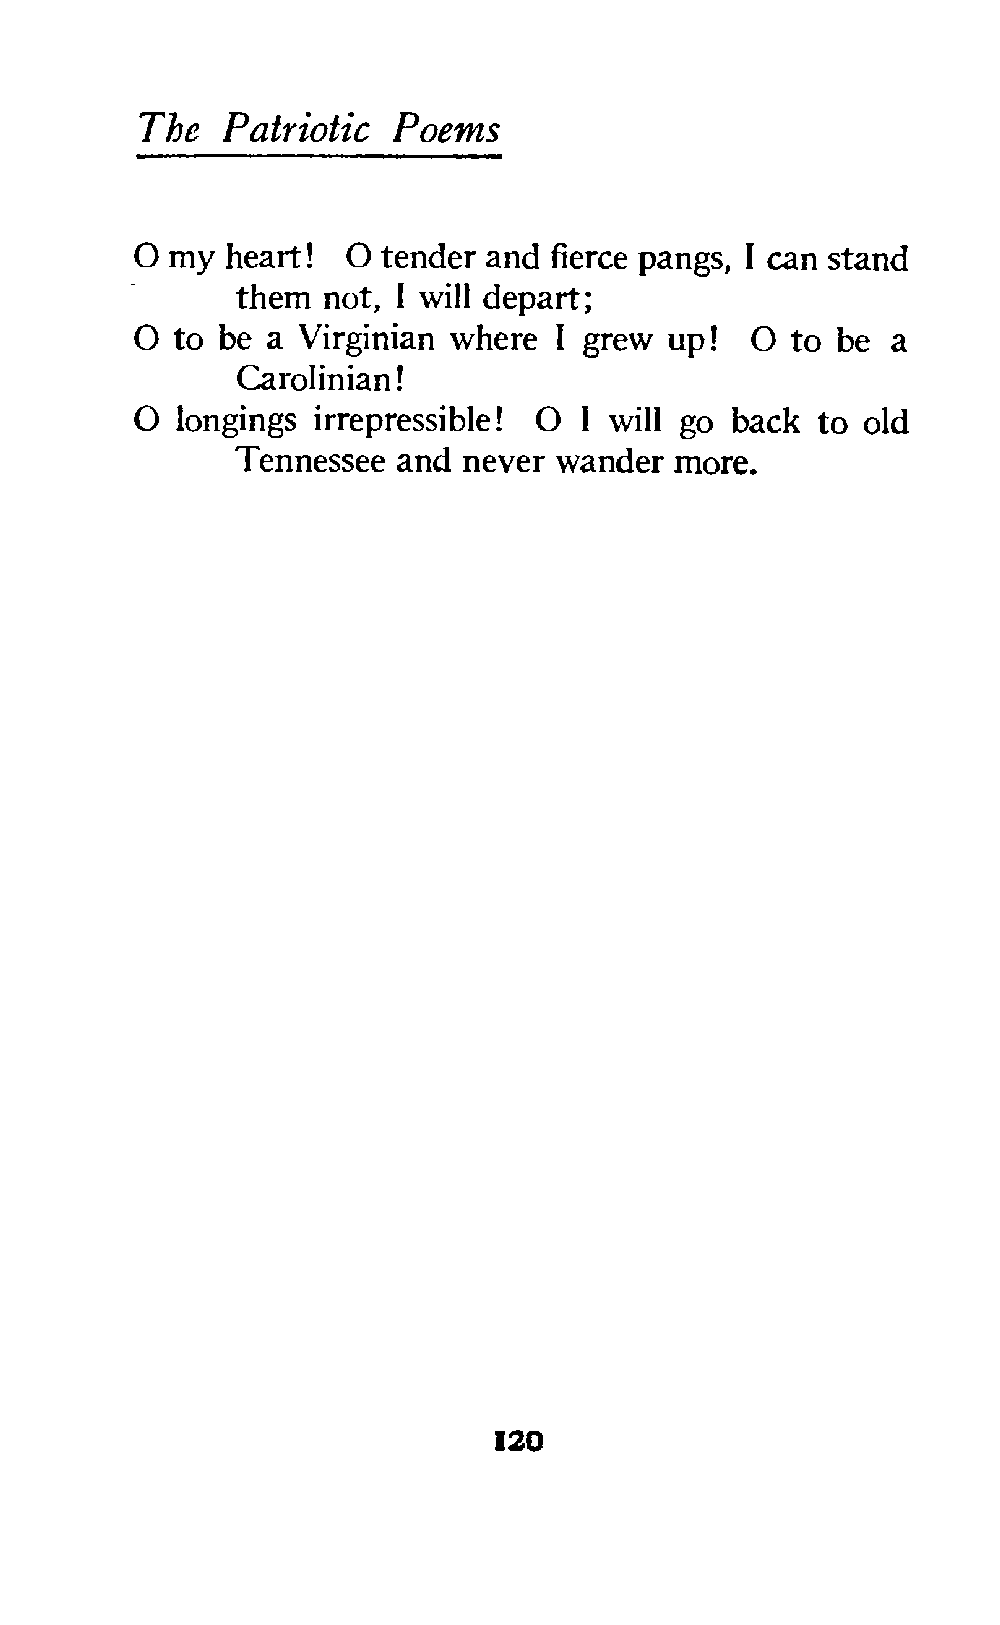 The Patriotic Poems
O my heart! O tender and fierce pangs, I can stand
them not, I will depart;
O to be a Virginian where I grew up! O to be a
Carolinian!
O longings irrepressible! O I will go back to old
Tennessee and never wander more.
120